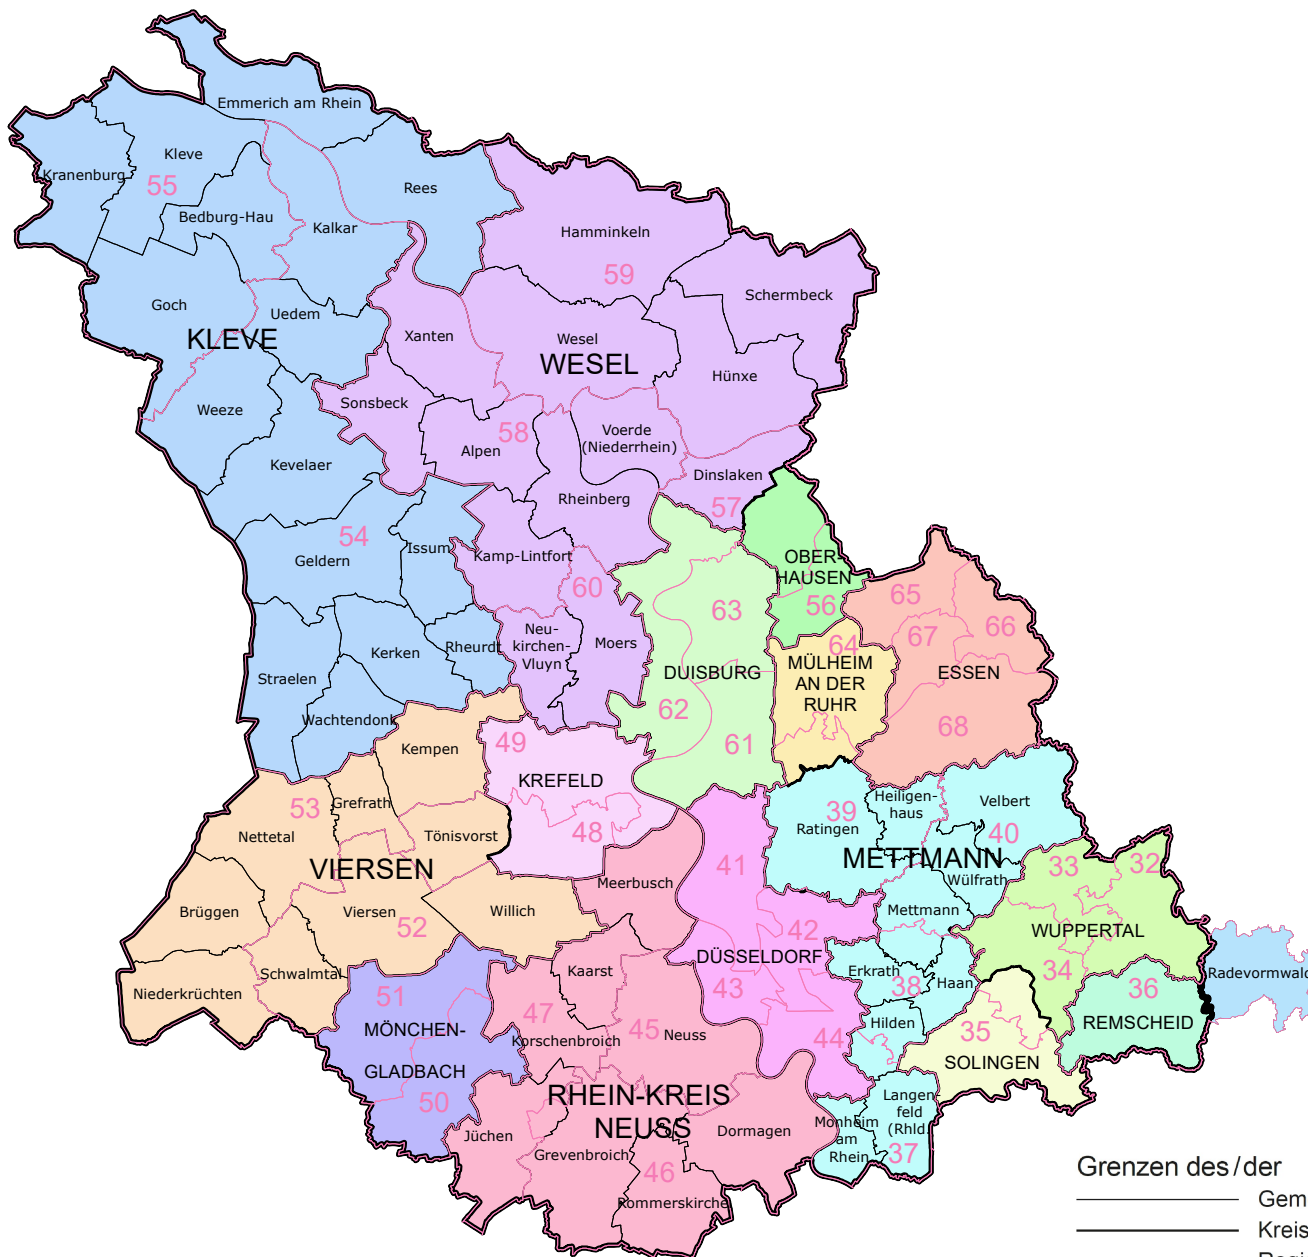 Emmerich am Rhein
Kleve
Kranenburg
55
Rees
Bedburg-Hau
Kalkar
Hamminkeln
59
Schermbeck
Goch
Uedem
KLEVE
Xanten
Wesel
WESEL
Hünxe
Sonsbeck
Weeze
58
Voerde
(Niederrhein)
Alpen
Kevelaer
Dinslaken
Rheinberg
57
54
Issum
Geldern
Kamp-Lintfort
OBER-
HAUSEN
60
65
56
63
66
Neu-
kirchen-
Vluyn
Moers
67
64
Kerken
Rheurdt
MÜLHEIM
AN DER
RUHR
DUISBURG
ESSEN
Straelen
62
Wachtendonk
68
49
61
Kempen
KREFELD
53
Grefrath
Heiligen-
haus
Velbert
39
Ratingen
Nettetal
Tönisvorst
48
40
METTMANN
41
33
32
VIERSEN
Meerbusch
Wülfrath
Brüggen
Viersen
Willich
Mettmann
52
42
WUPPERTAL
DÜSSELDORF
Schwalmtal
Kaarst
Erkrath
34
Radevormwald
Niederkrüchten
51
43
38
Haan
36
47
MÖNCHEN-
GLADBACH
Korschenbroich
45
Neuss
44
Hilden
35
REMSCHEID
SOLINGEN
50
RHEIN-KREIS
NEUSS
Langen
feld
(Rhld
Jüchen
Dormagen
Monheim
am
Rhein
37
Grevenbroich
46
Rommerskirche
Grenzen des/der
Gem
Kreis